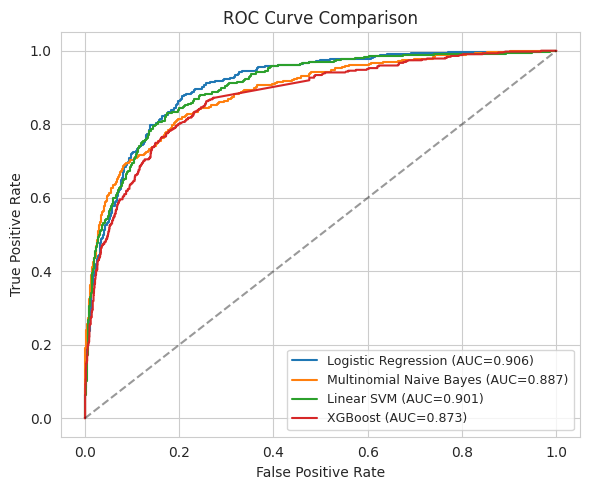 ROC Curve Comparison
True Positive Rate
1.0
0.8
0.6
0.4
0.2
0.0
Logistic Regression (AUC=0.906)
Multinomial Naive Bayes (AUC=0.887)
Linear SVM (AUC=0.901)
XGBoost (AUC=0.873)
0.0 0.2 0.4 0.6 0.8 1.0
False Positive Rate